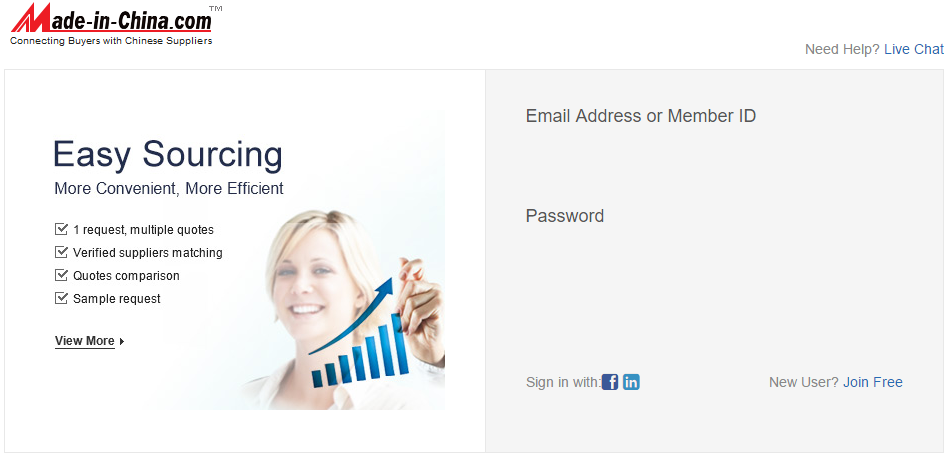 Made-in-China.com™
Connecting Buyers with Chinese Suppliers
Need Help? Live Chat
Easy Sourcing
More Convenient, More Efficient
1 request, multiple quotes
Verified suppliers matching
Quotes comparison
Sample request
View More
Email Address or Member ID
Password
Sign in with:
New User? Join Free